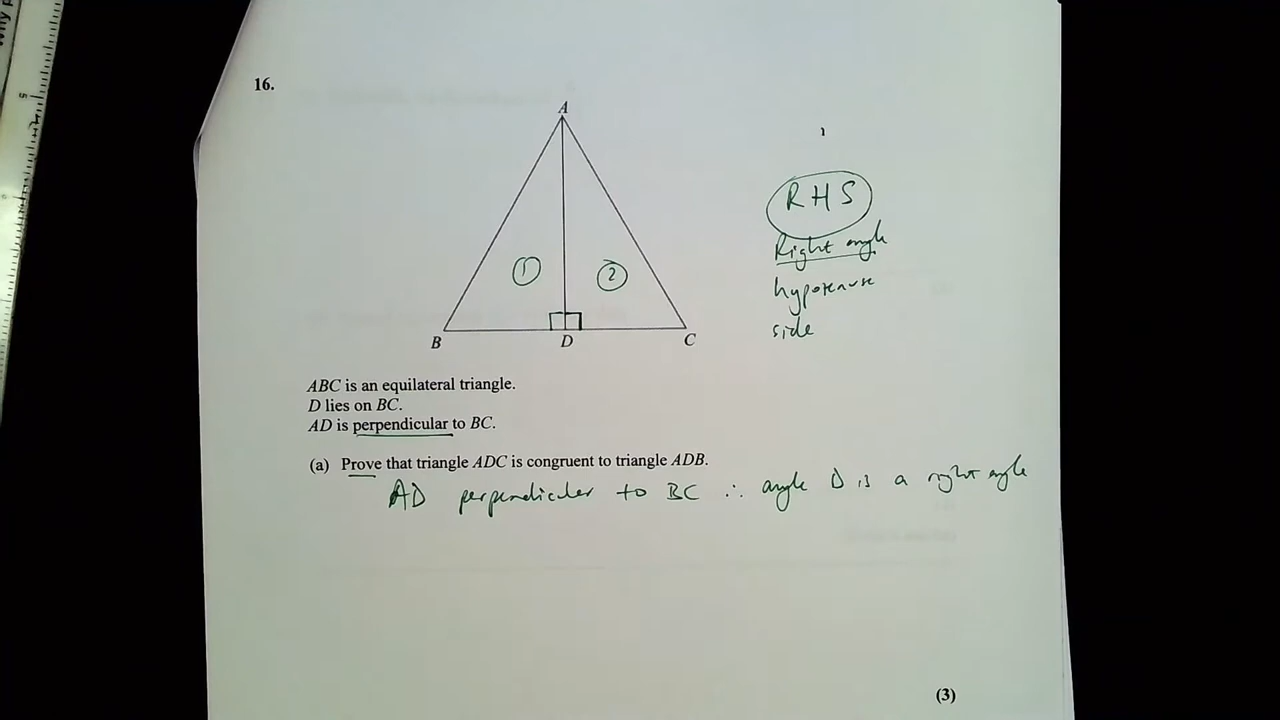 16.
A
R H S
Right angle
hypotenuse
side
1
2
B
D
C
ABC is an equilateral triangle.
D lies on BC.
AD is perpendicular to BC.
(a) Prove that triangle ADC is congruent to triangle ADB.
AD perpendicular to BC ∴ angle D is a right angle
(3)